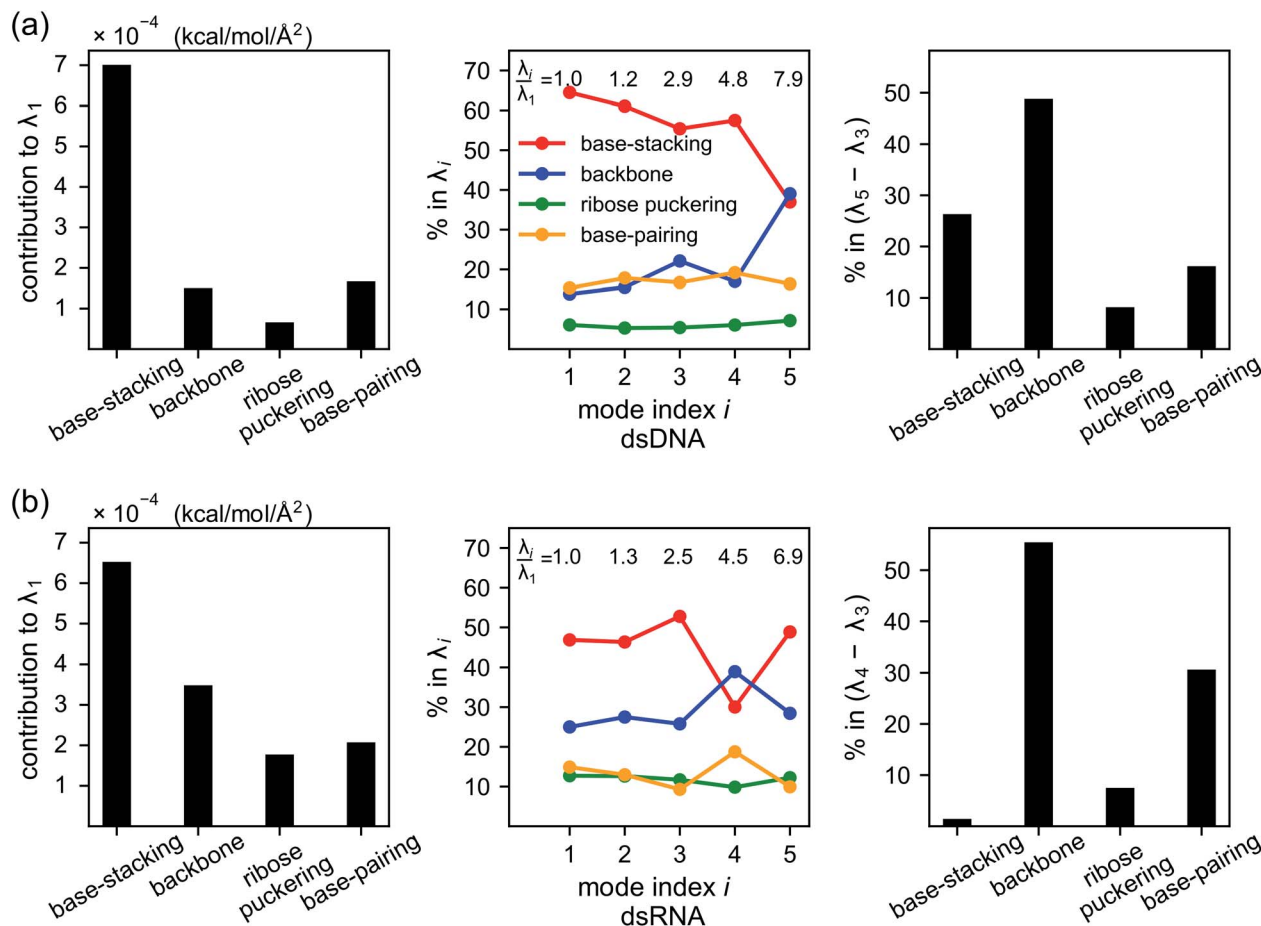 (a)
× 10⁻⁴ (kcal/mol/Å²)
contribution to λ₁
7
6
5
4
3
2
1
base-stacking
backbone
ribose
puckering
base-pairing
% in λᵢ
70
60
50
40
30
20
10
λᵢ
λ₁
=1.0 1.2 2.9 4.8 7.9
base-stacking
backbone
ribose puckering
base-pairing
1 2 3 4 5
mode index i
dsDNA
% in (λ₅ − λ₃)
50
40
30
20
10
base-stacking
backbone
ribose
puckering
base-pairing
(b)
× 10⁻⁴ (kcal/mol/Å²)
contribution to λ₁
7
6
5
4
3
2
1
base-stacking
backbone
ribose
puckering
base-pairing
% in λᵢ
70
60
50
40
30
20
10
λᵢ
λ₁
=1.0 1.3 2.5 4.5 6.9
1 2 3 4 5
mode index i
dsRNA
% in (λ₄ − λ₃)
50
40
30
20
10
base-stacking
backbone
ribose
puckering
base-pairing